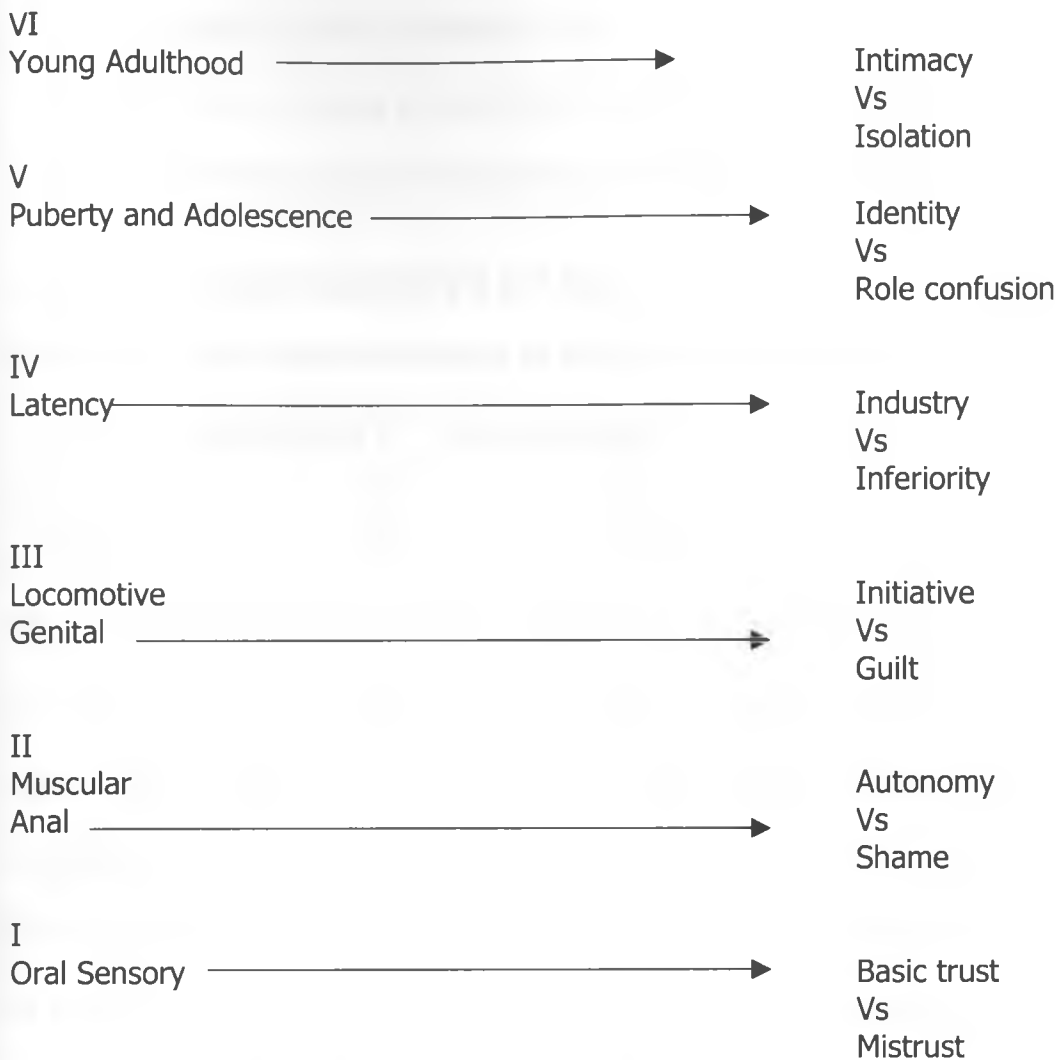 VI
Young Adulthood
Intimacy
Vs
Isolation
V
Puberty and Adolescence
Identity
Vs
Role confusion
IV
Latency
Industry
Vs
Inferiority
III
Locomotive
Genital
Initiative
Vs
Guilt
II
Muscular
Anal
Autonomy
Vs
Shame
I
Oral Sensory
Basic trust
Vs
Mistrust